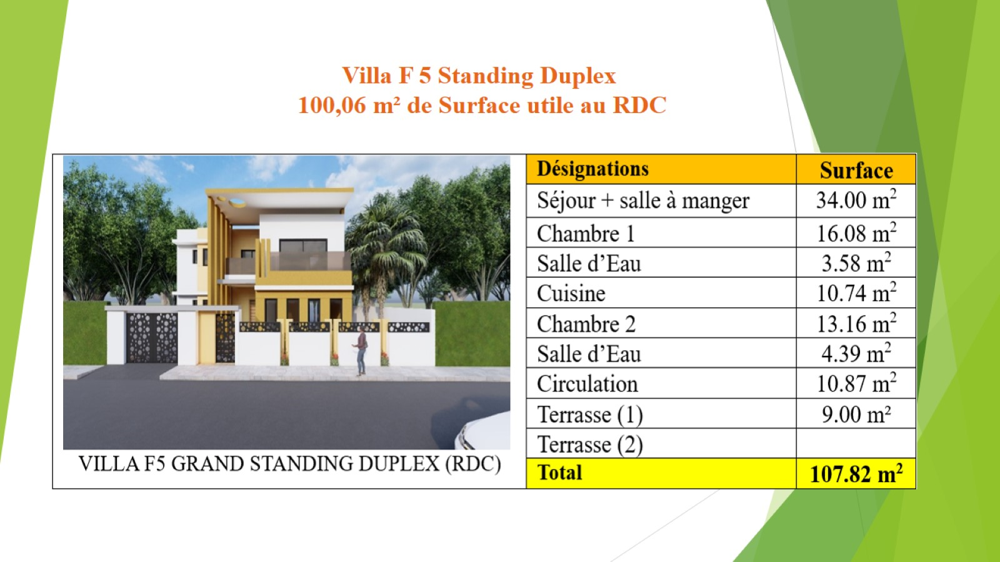 Villa F 5 Standing Duplex
100,06 m² de Surface utile au RDC
VILLA F5 GRAND STANDING DUPLEX (RDC)
Désignations Surface
Séjour + salle à manger 34.00 m²
Chambre 1 16.08 m²
Salle d’Eau 3.58 m²
Cuisine 10.74 m²
Chambre 2 13.16 m²
Salle d’Eau 4.39 m²
Circulation 10.87 m²
Terrasse (1) 9.00 m²
Terrasse (2)
Total 107.82 m²